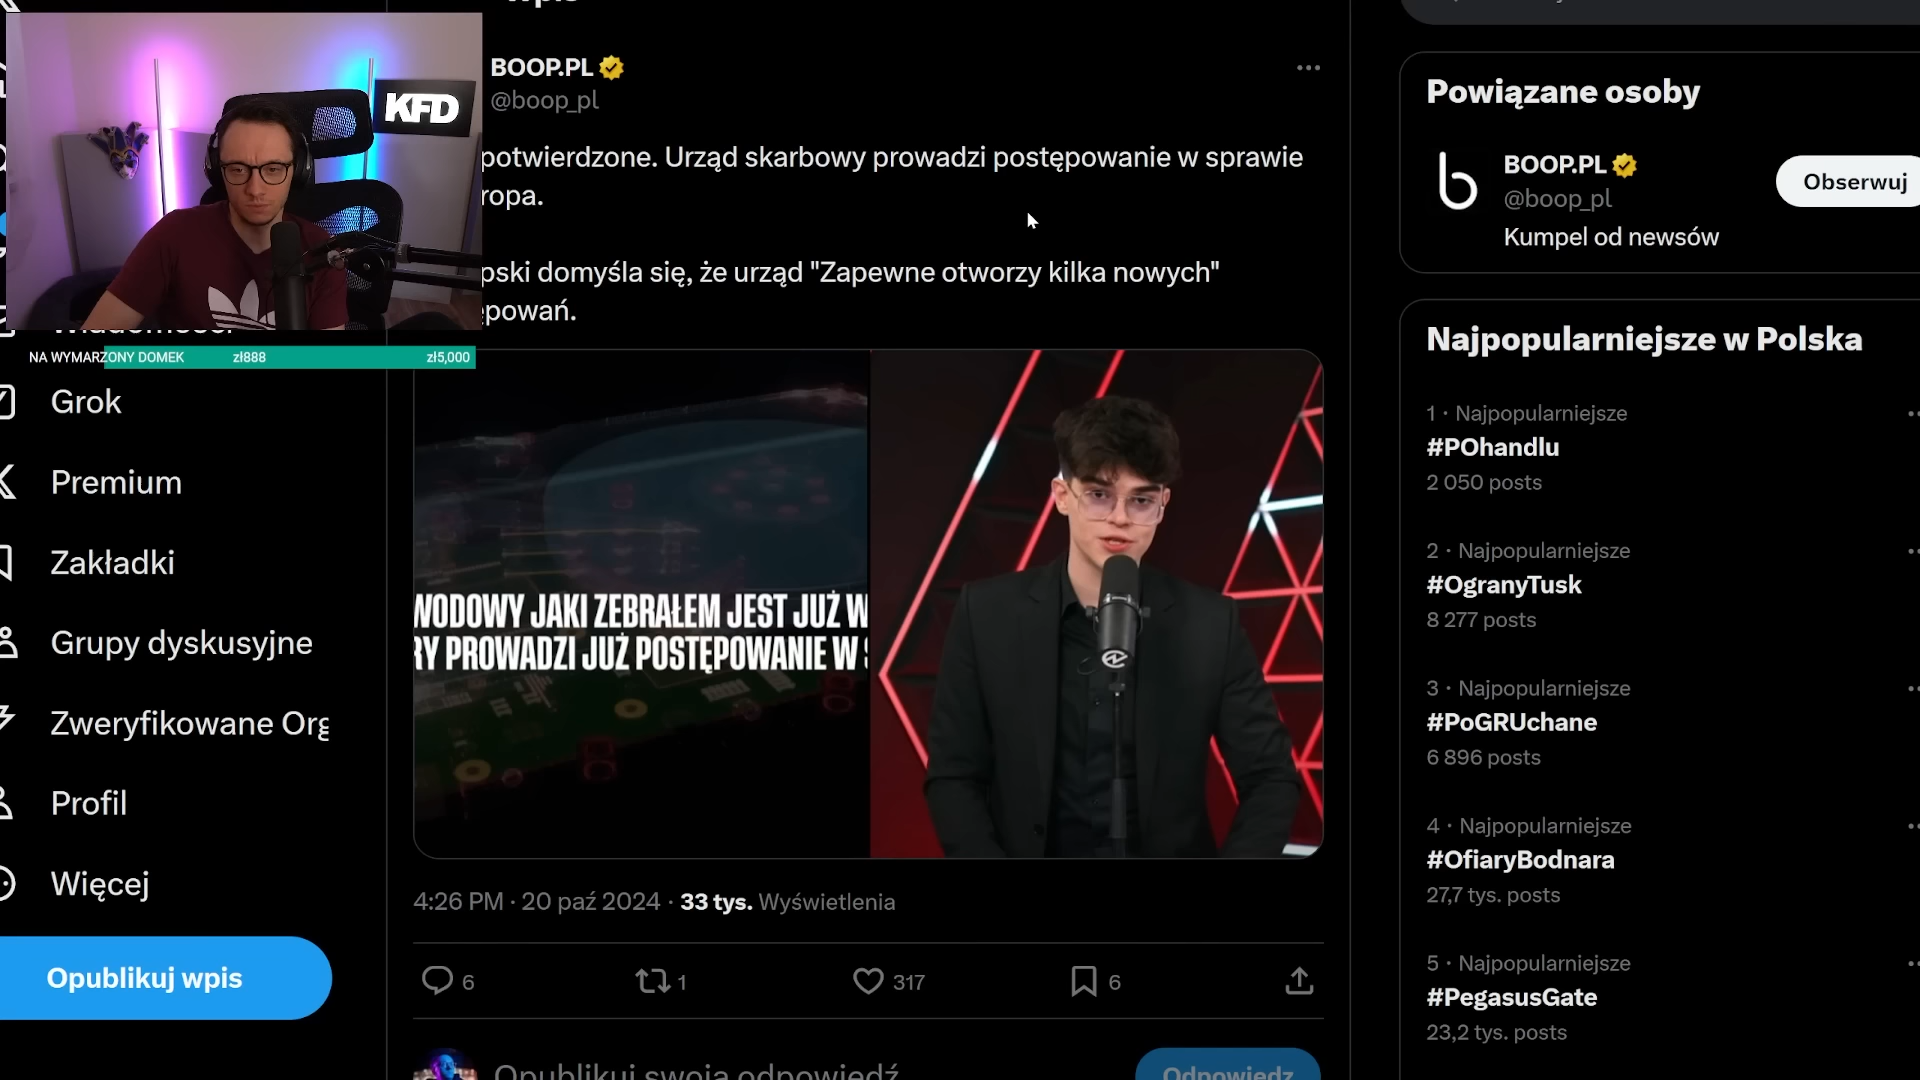 BOOP.PL
@boop_pl
potwierdzone. Urząd skarbowy prowadzi postępowanie w sprawie
ropa.
pski domyśla się, że urząd "Zapewne otworzy kilka nowych"
powań.
KFD
NA WYMARZONY DOMEK zł888 zł5,000
Grok
Premium
Zakładki
Grupy dyskusyjne
Zweryfikowane Org
Profil
Więcej
Opublikuj wpis
WODOWY JAKI ZEBRAŁEM JEST JUŻ W
RY PROWADZI JUŻ POSTĘPOWANIE W
4:26 PM · 20 paź 2024 · 33 tys. Wyświetlenia
6 1 317 6
Opublikuj swoją odpowiedź
Odpowiedz
Powiązane osoby
BOOP.PL
@boop_pl
Kumpel od newsów
Obserwuj
Najpopularniejsze w Polska
1 · Najpopularniejsze
#POhandlu
2 050 posts
2 · Najpopularniejsze
#OgranyTusk
8 277 posts
3 · Najpopularniejsze
#PoGRUchane
6 896 posts
4 · Najpopularniejsze
#OfiaryBodnara
27,7 tys. posts
5 · Najpopularniejsze
#PegasusGate
23,2 tys. posts